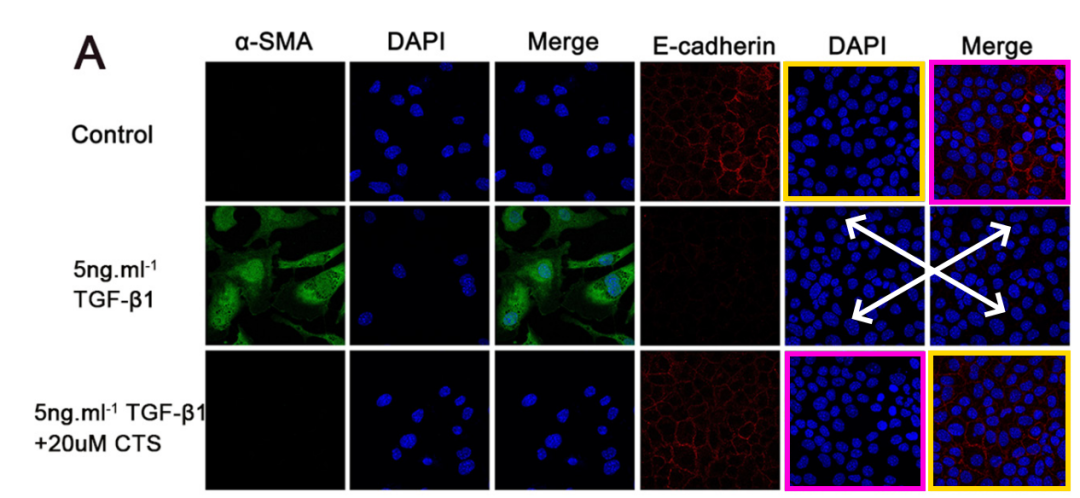 A
α-SMA DAPI Merge E-cadherin DAPI Merge
Control
5ng.ml-1
TGF-β1
5ng.ml-1 TGF-β1
+20uM CTS